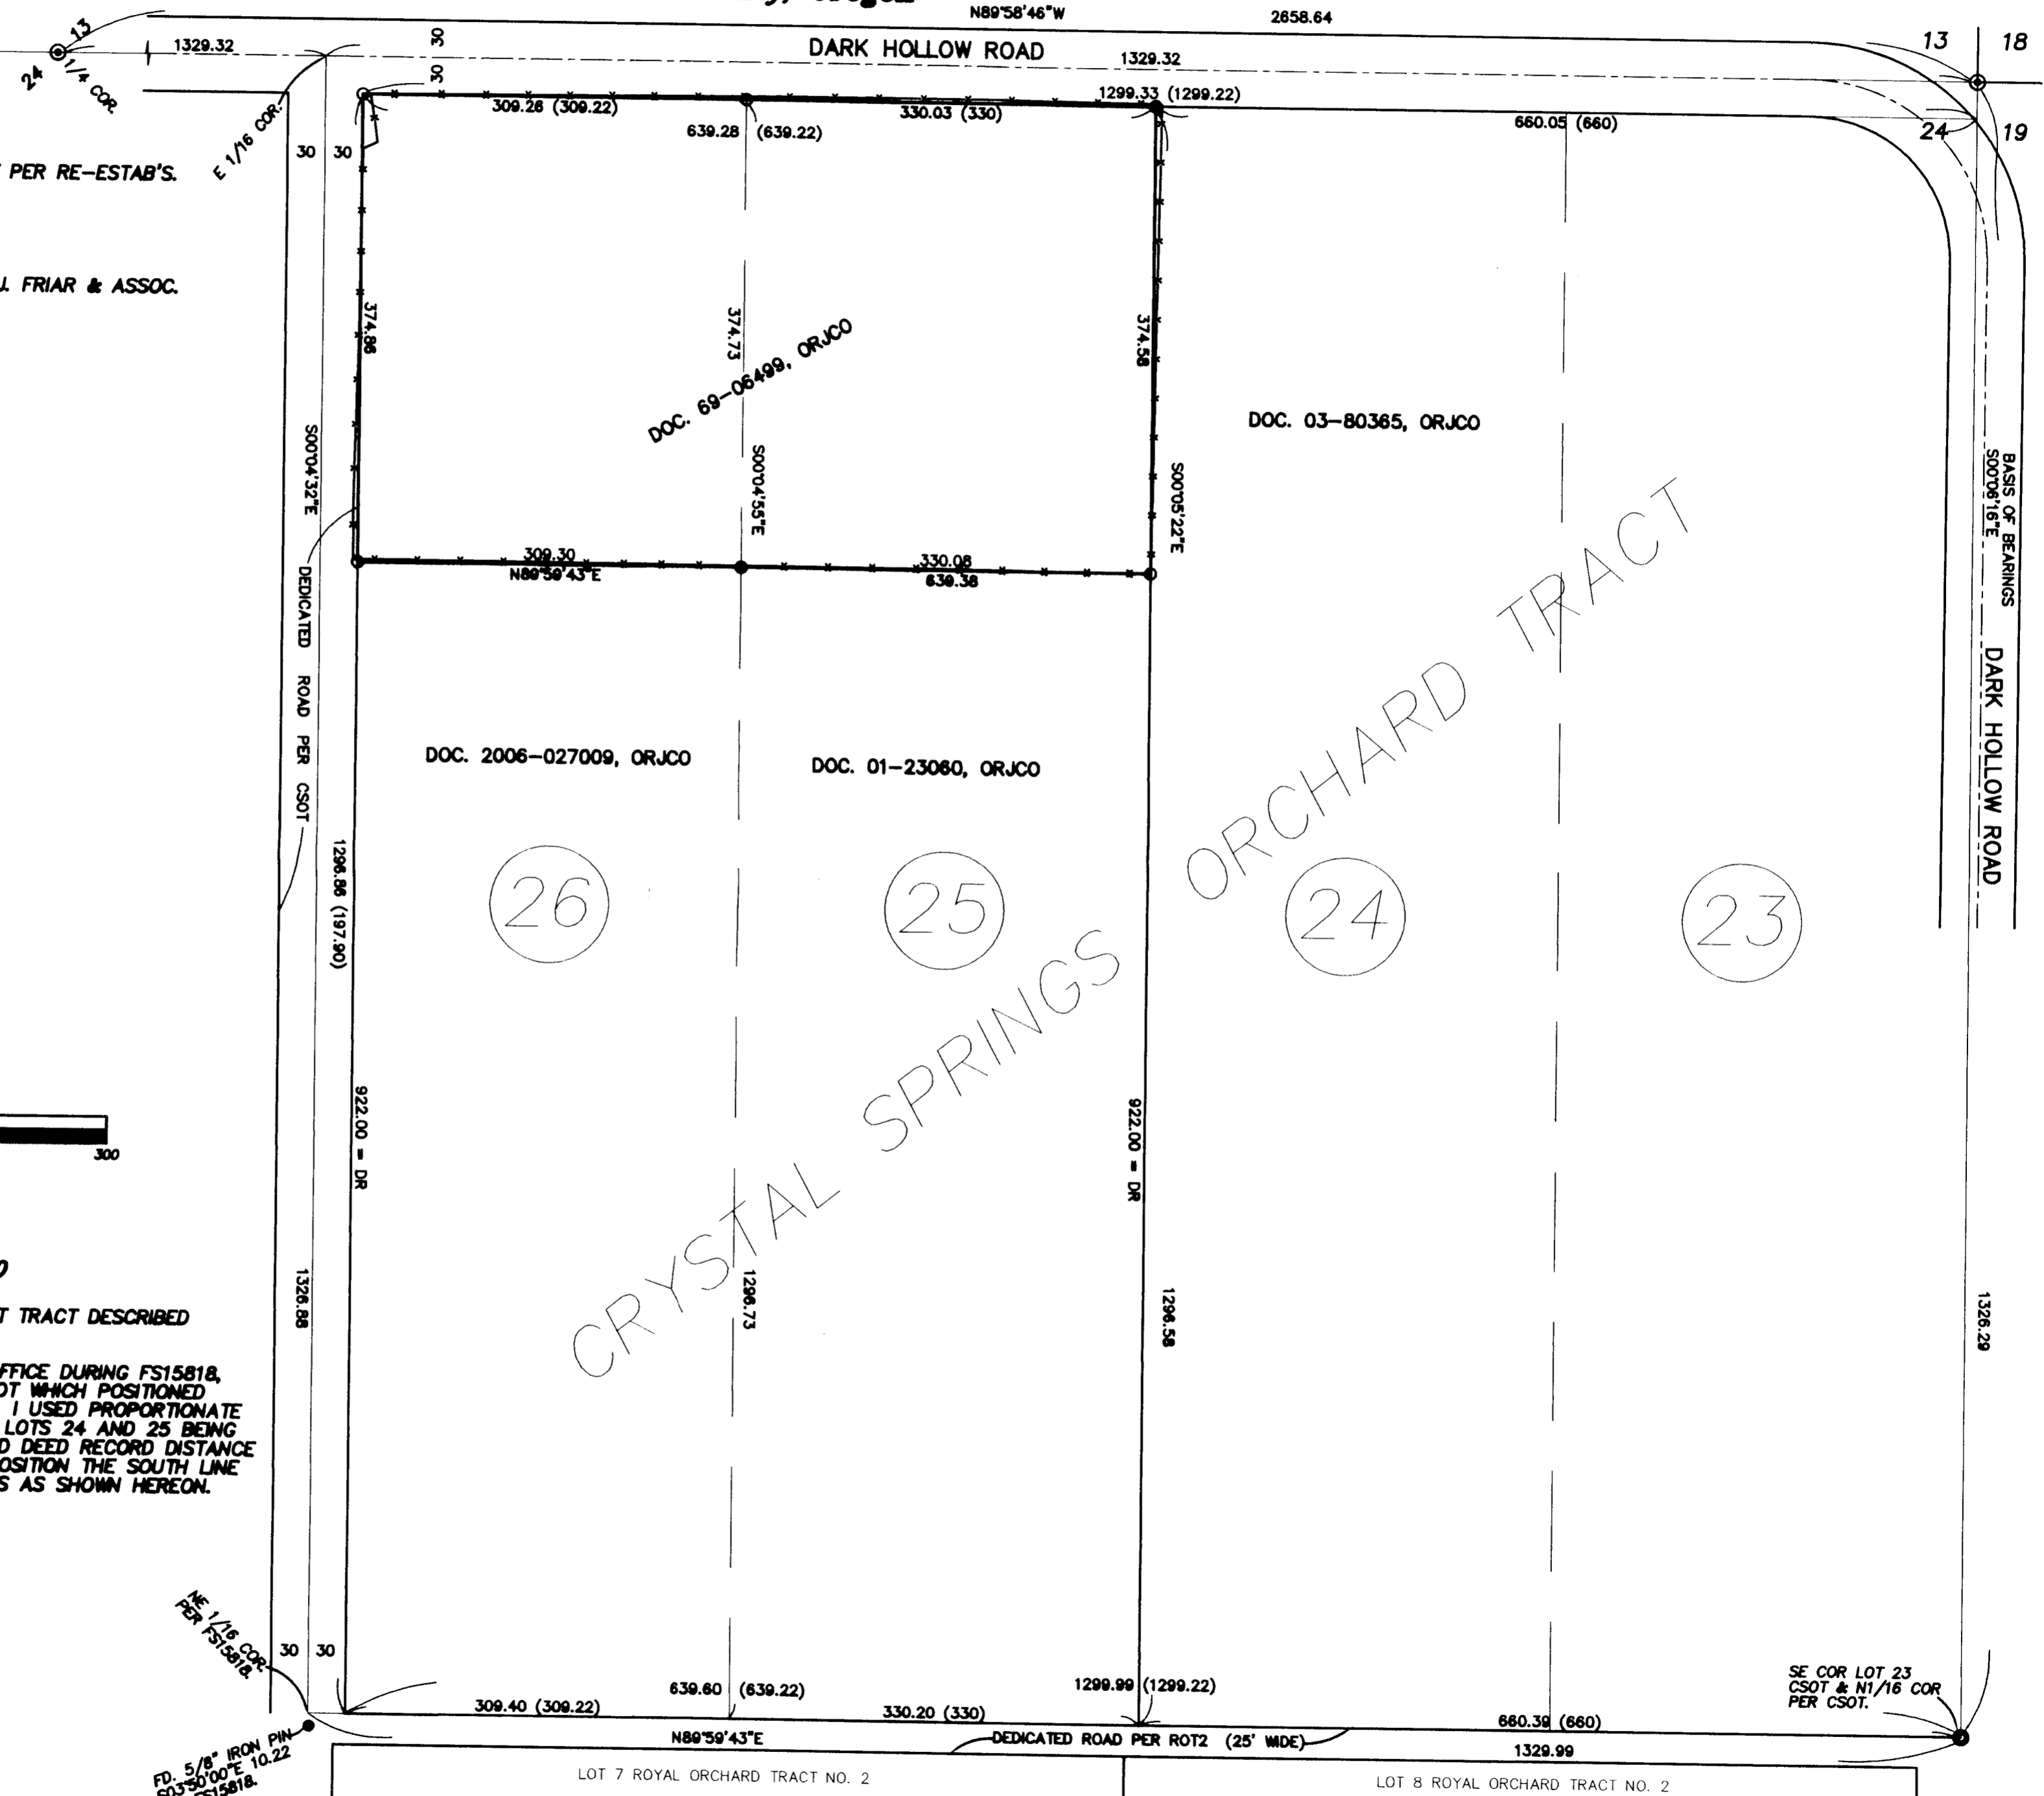 Oregon
N89°58'46"W
2658.64
13
1329.32
30
DARK HOLLOW ROAD
1329.32
13
18
24
1/4 COR.
30
309.26 (309.22)
1299.33 (1299.22)
330.03 (330)
639.28 (639.22)
660.05 (660)
24
19
E 1/16 COR.
30
30
PER RE-ESTAB'S.
FRIAR & ASSOC.
374.86
374.73
374.58
DOC. 69-06499, ORJCO
DOC. 03-80365, ORJCO
S00°04'32"E
S00°04'55"E
S00°05'22"E
BASIS OF BEARINGS
S00°06'16"E
309.30
N89°59'43"E
330.08
639.38
DEDICATED ROAD PER CSOT
DARK HOLLOW ROAD
DOC. 2006-027009, ORJCO
DOC. 01-23060, ORJCO
1296.86 (197.90))
26
25
24
23
CRYSTAL SPRINGS ORCHARD TRACT
922.00 = DR
922.00 = DR
300
1326.88
1296.73
1296.58
1326.29
TRACT DESCRIBED
DURING FS15818,
WHICH POSITIONED
I USED PROPORTIONATE
LOTS 24 AND 25 BEING
DEED RECORD DISTANCE
THE SOUTH LINE
AS SHOWN HEREON.
NE 1/16 COR.
PER FS15818.
30
30
639.60 (639.22)
1299.99 (1299.22)
SE COR LOT 23
CSOT & N1/16 COR
PER CSOT.
309.40 (309.22)
330.20 (330)
660.39 (660)
N89°59'43"E
DEDICATED ROAD PER ROT2 (25' WIDE)
1329.99
FD. 5/8" IRON PIN
S03°50'00"E 10.22
LOT 7 ROYAL ORCHARD TRACT NO. 2
LOT 8 ROYAL ORCHARD TRACT NO. 2